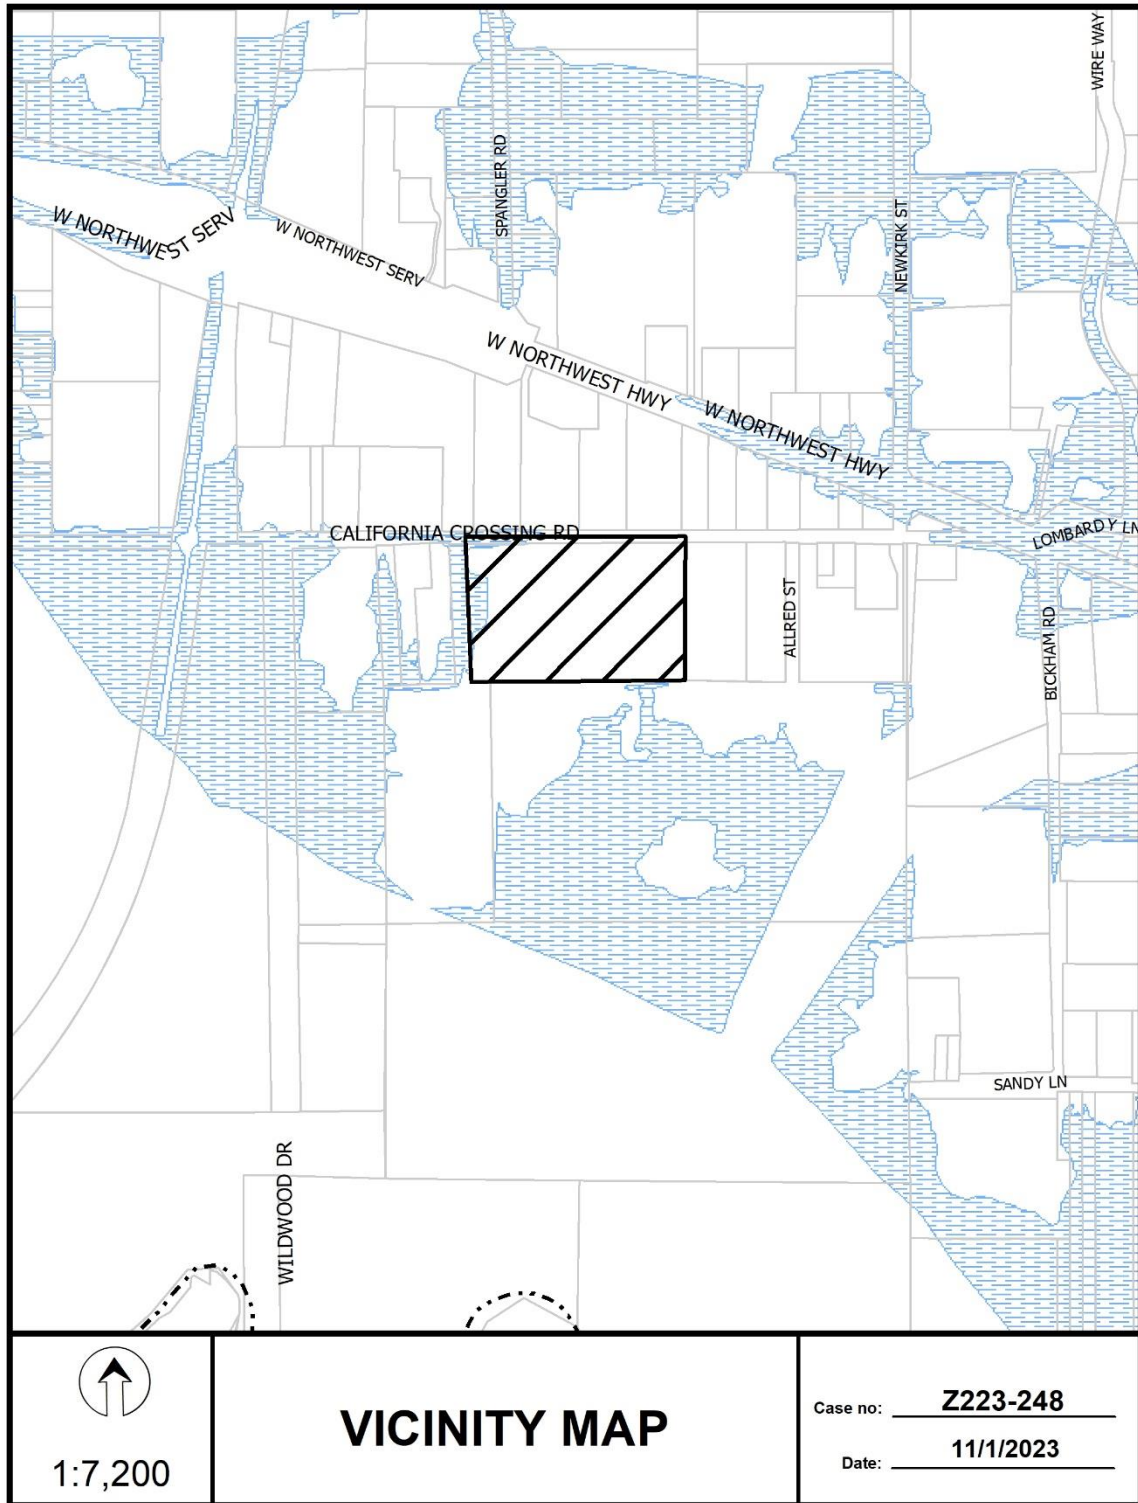 WIRE WAY
SPANGLER RD
W NORTHWEST SERV
W NORTHWEST SERV
NEWKIRK ST
W NORTHWEST HWY
W NORTHWEST HWY
CALIFORNIA CROSSING RD
LOMBARDY LN
ALLRED ST
BICKHAM RD
SANDY LN
WILDWOOD DR
1:7,200
VICINITY MAP
Case no: Z223-248
Date: 11/1/2023